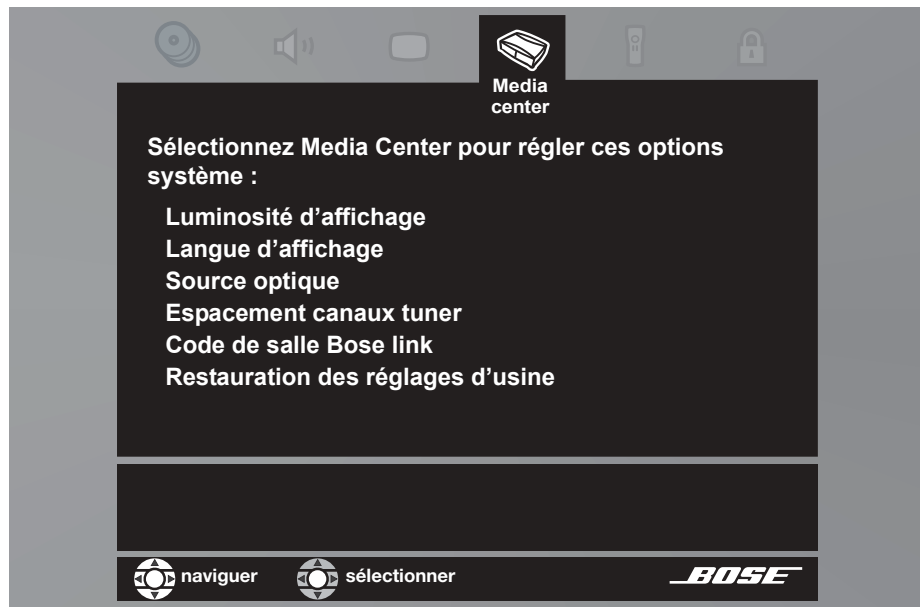 Media
center
Sélectionnez Media Center pour régler ces options
système :
Luminosité d’affichage
Langue d’affichage
Source optique
Espacement canaux tuner
Code de salle Bose link
Restauration des réglages d’usine
naviguer sélectionner BOSE